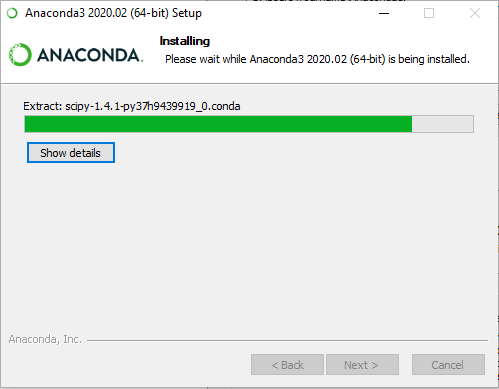 Anaconda3 2020.02 (64-bit) Setup
ANACONDA.
Installing
Please wait while Anaconda3 2020.02 (64-bit) is being installed.
Extract: scipy-1.4.1-py37h9439919_0.conda
Show details
Anaconda, Inc.
< Back
Next >
Cancel